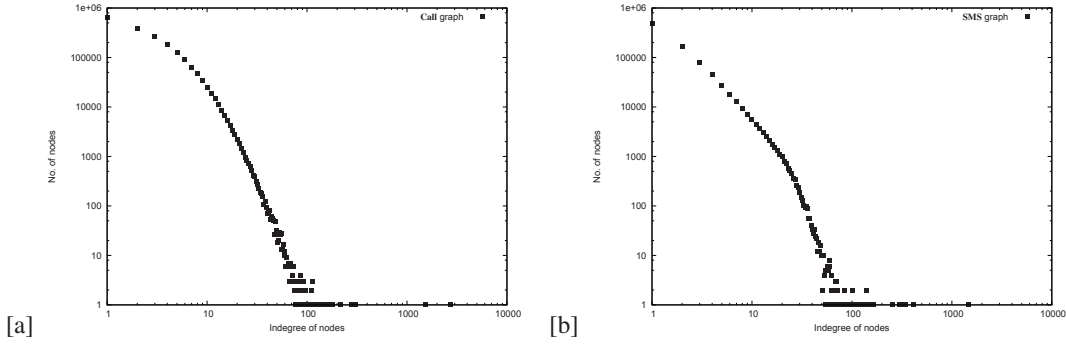 1e+06
100000
10000
1000
100
10
1
No. of nodes
Call graph
1 10 100 1000 10000
Indegree of nodes
[a]
1e+06
100000
10000
1000
100
10
1
No. of nodes
SMS graph
1 10 100 1000 10000
Indegree of nodes
[b]